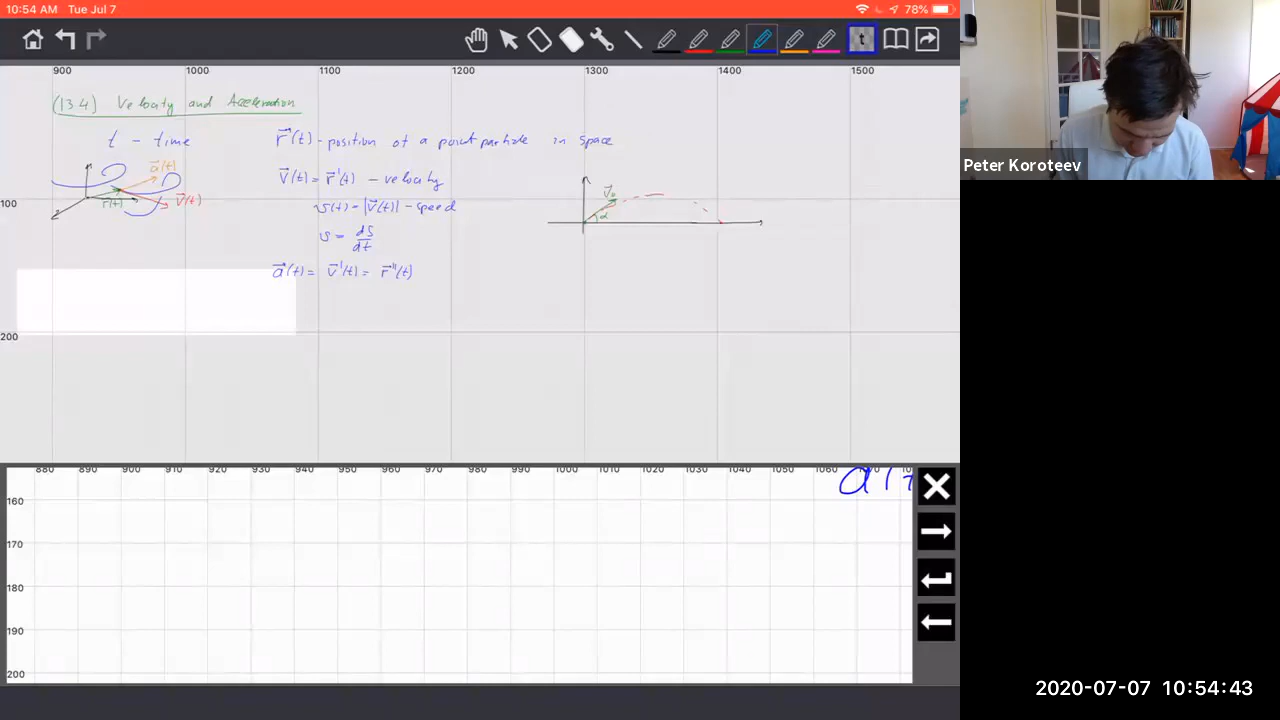 10:54 AM Tue Jul 7
78%
t
900 1000 1100 1200 1300 1400 1500
(13.4) Velocity and Acceleration
t - time
r⃗(t) - position of a point particle in space
a⃗(t)
v⃗(t)
r⃗(t)
v⃗(t) = r⃗'(t) - velocity
v(t) = |v⃗(t)| - speed
v = ds/dt
a⃗(t) = v⃗'(t) = r⃗''(t)
v⃗₀
α
100
200
Peter Koroteev
880 890 900 910 920 930 940 950 960 970 980 990 1000 1010 1020 1030 1040 1050 1060
160
170
180
190
200
2020-07-07 10:54:43